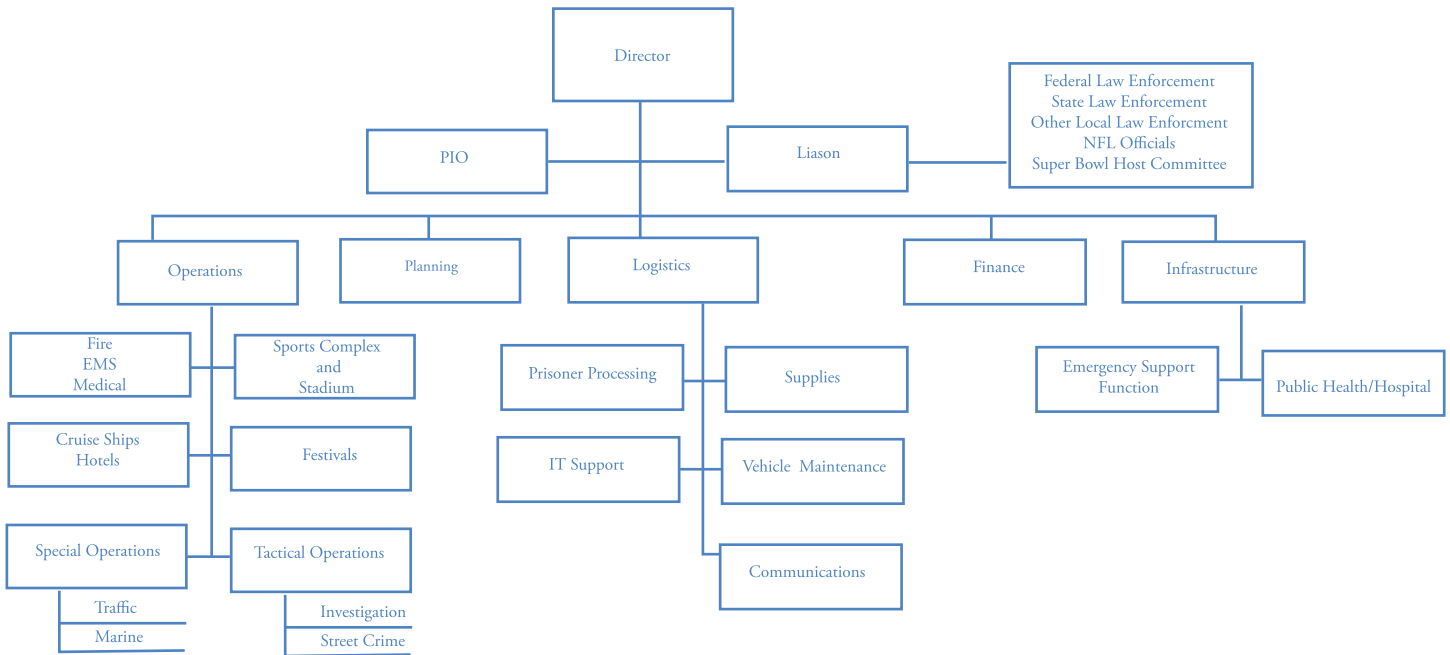 Director
Federal Law Enforcement
State Law Enforcement
Other Local Law Enforcment
NFL Officials
Super Bowl Host Committee
PIO
Liason
Operations
Planning
Logistics
Finance
Infrastructure
Fire
EMS
Medical
Sports Complex
and
Stadium
Prisoner Processing
Supplies
Emergency Support
Function
Public Health/Hospital
Cruise Ships
Hotels
Festivals
IT Support
Vehicle Maintenance
Special Operations
Tactical Operations
Communications
Traffic
Marine
Investigation
Street Crime